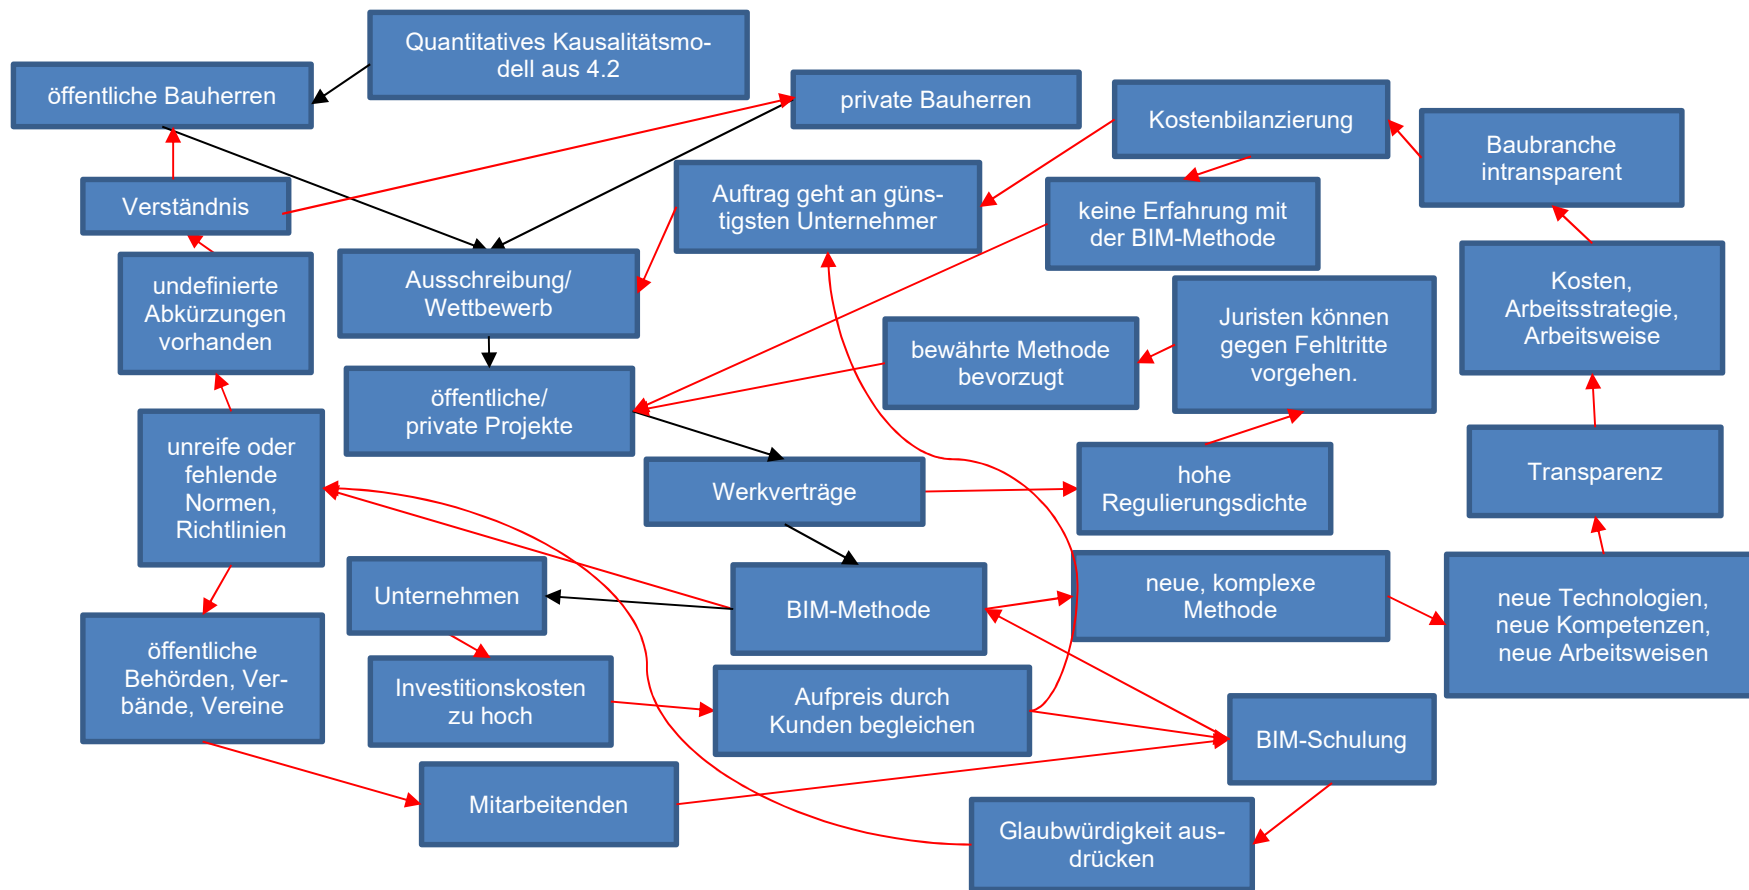 Quantitatives Kausalitätsmo-
dell aus 4.2
öffentliche Bauherren
private Bauherren
Kostenbilanzierung
Baubranche
intransparent
Verständnis
Auftrag geht an güns-
tigsten Unternehmer
keine Erfahrung mit
der BIM-Methode
undefinierte
Abkürzungen
vorhanden
Ausschreibung/
Wettbewerb
Kosten,
Arbeitsstrategie,
Arbeitsweise
Juristen können
gegen Fehltritte
vorgehen.
bewährte Methode
bevorzugt
öffentliche/
private Projekte
unreife oder
fehlende
Normen,
Richtlinien
Werkverträge
hohe
Regulierungsdichte
Transparenz
Unternehmen
BIM-Methode
neue, komplexe
Methode
neue Technologien,
neue Kompetenzen,
neue Arbeitsweisen
öffentliche
Behörden, Ver-
bände, Vereine
Investitionskosten
zu hoch
Aufpreis durch
Kunden begleichen
BIM-Schulung
Mitarbeitenden
Glaubwürdigkeit aus-
drücken